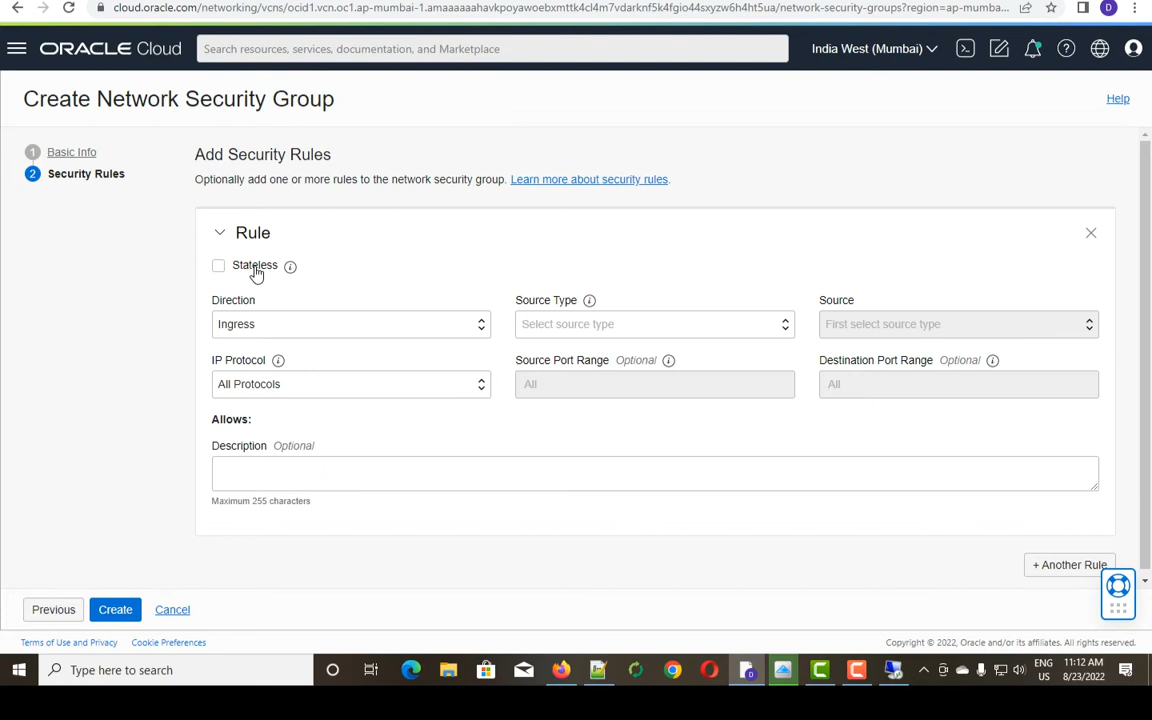 cloud.oracle.com/networking/vcns/ocid1.vcn.oc1.ap-mumbai-1.amaaaaaahavkpoyawoebxmttk4cl4m7vdarknf5k4fgio44sxyzw6h4ht5ua/network-security-groups?region=ap-mumba...
D
ORACLE Cloud
Search resources, services, documentation, and Marketplace
India West (Mumbai)
Create Network Security Group
Help
1 Basic Info
2 Security Rules
Add Security Rules
Optionally add one or more rules to the network security group. Learn more about security rules.
Rule
Stateless
Direction
Source Type
Source
Ingress
Select source type
First select source type
IP Protocol
Source Port Range Optional
Destination Port Range Optional
All Protocols
All
All
Allows:
Description Optional
Maximum 255 characters
+ Another Rule
Previous
Create
Cancel
Terms of Use and Privacy
Cookie Preferences
Copyright © 2022, Oracle and/or its affiliates. All rights reserved.
Type here to search
ENG
US
11:12 AM
8/23/2022